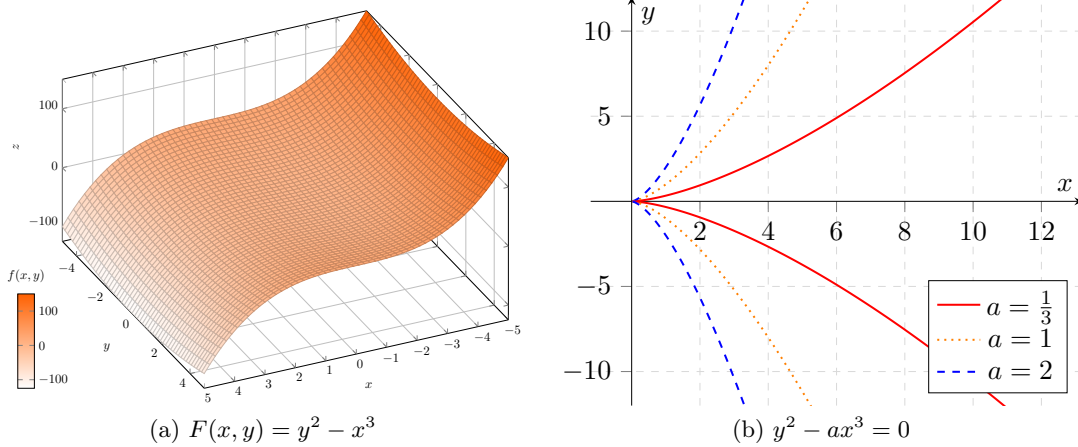 100
0
−100
z
−4
−2
0
2
4
y
5
4
3
2
1
0
−1
−2
−3
−4
−5
x
f(x, y)
100
0
−100
(a) F(x, y) = y² − x³
y
x
10
5
−5
−10
2
4
6
8
10
12
a = 1/3
a = 1
a = 2
(b) y² − ax³ = 0